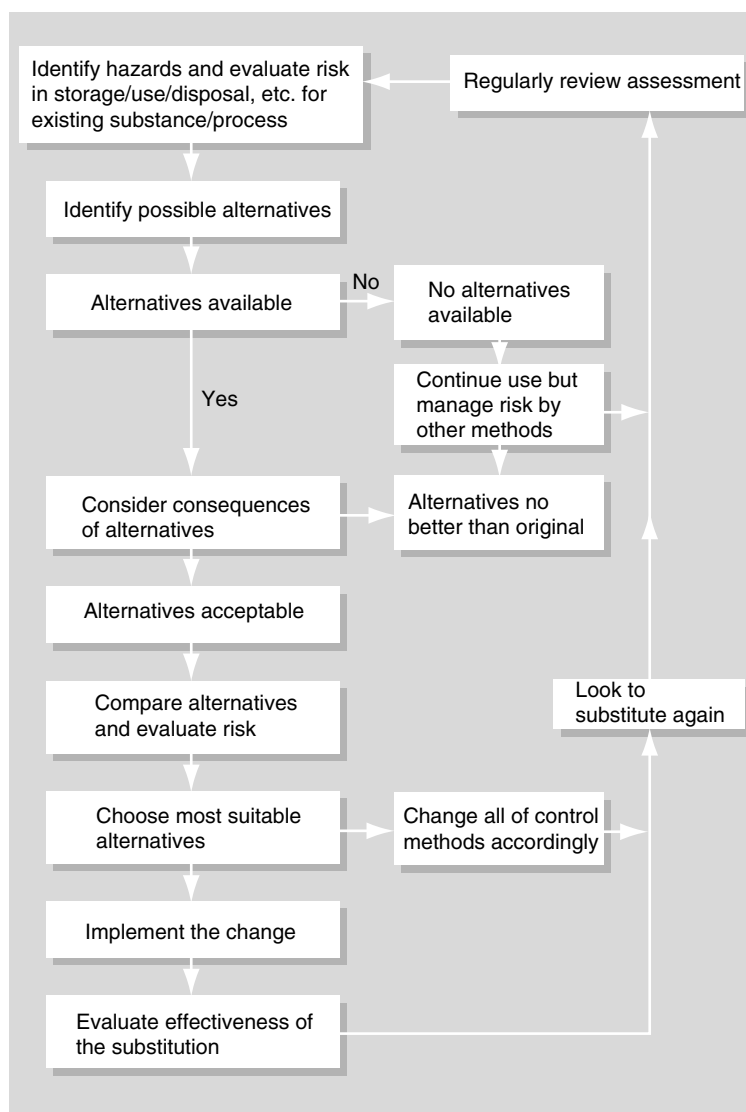 Identify hazards and evaluate risk
in storage/use/disposal, etc. for
existing substance/process
Regularly review assessment
Identify possible alternatives
Alternatives available
No
No alternatives
available
Yes
Continue use but
manage risk by
other methods
Consider consequences
of alternatives
Alternatives no
better than original
Alternatives acceptable
Compare alternatives
and evaluate risk
Look to
substitute again
Choose most suitable
alternatives
Change all of control
methods accordingly
Implement the change
Evaluate effectiveness of
the substitution